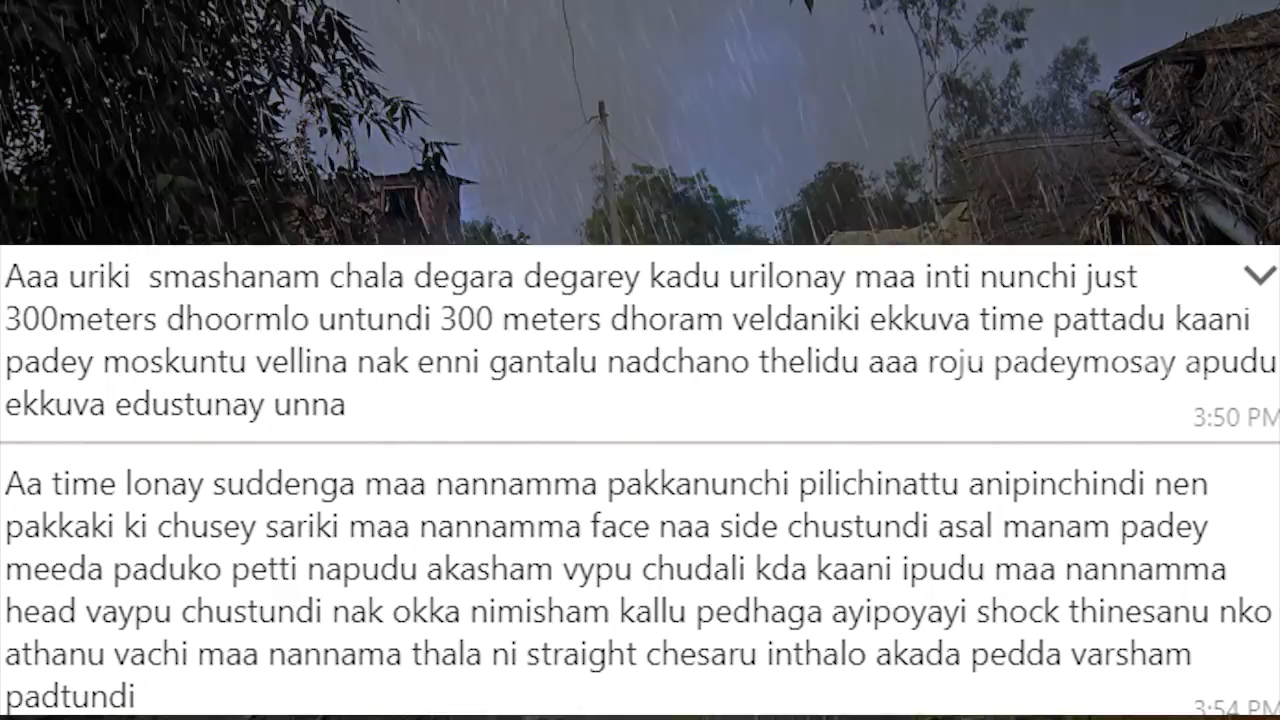 Aaa uriki  smashanam chala degara degarey kadu urilonay maa inti nunchi just
300meters dhoormlo untundi 300 meters dhoram veldaniki ekkuva time pattadu kaani
padey moskuntu vellina nak enni gantalu nadchano thelidu aaa roju padeymosay apudu
ekkuva edustunay unna
3:50 PM
Aa time lonay suddenga maa nannamma pakkanunchi pilichinattu anipinchindi nen
pakkaki ki chusey sariki maa nannamma face naa side chustundi asal manam padey
meeda paduko petti napudu akasham vypu chudali kda kaani ipudu maa nannamma
head vaypu chustundi nak okka nimisham kallu pedhaga ayipoyayi shock thinesanu nko
athanu vachi maa nannama thala ni straight chesaru inthalo akada pedda varsham
padtundi
3:54 PM